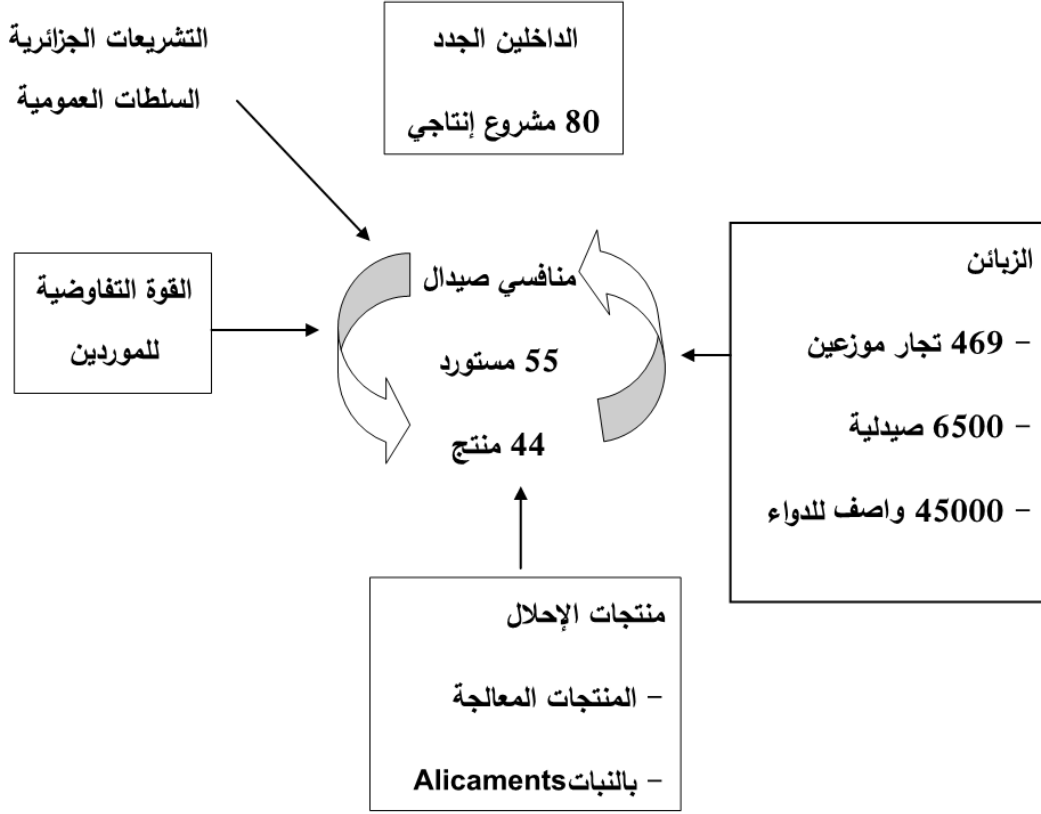 التشريعات الجزائرية
السلطات العمومية
الداخلين الجدد
80 مشروع إنتاجي
الزبائن
- 469 تجار موزعين
- 6500 صيدلية
- 45000 واصف للدواء
منافسي صيدال
55 مستورد
44 منتج
القوة التفاوضية
للموردين
منتجات الإحلال
- المنتجات المعالجة
- بالنباتAlicaments